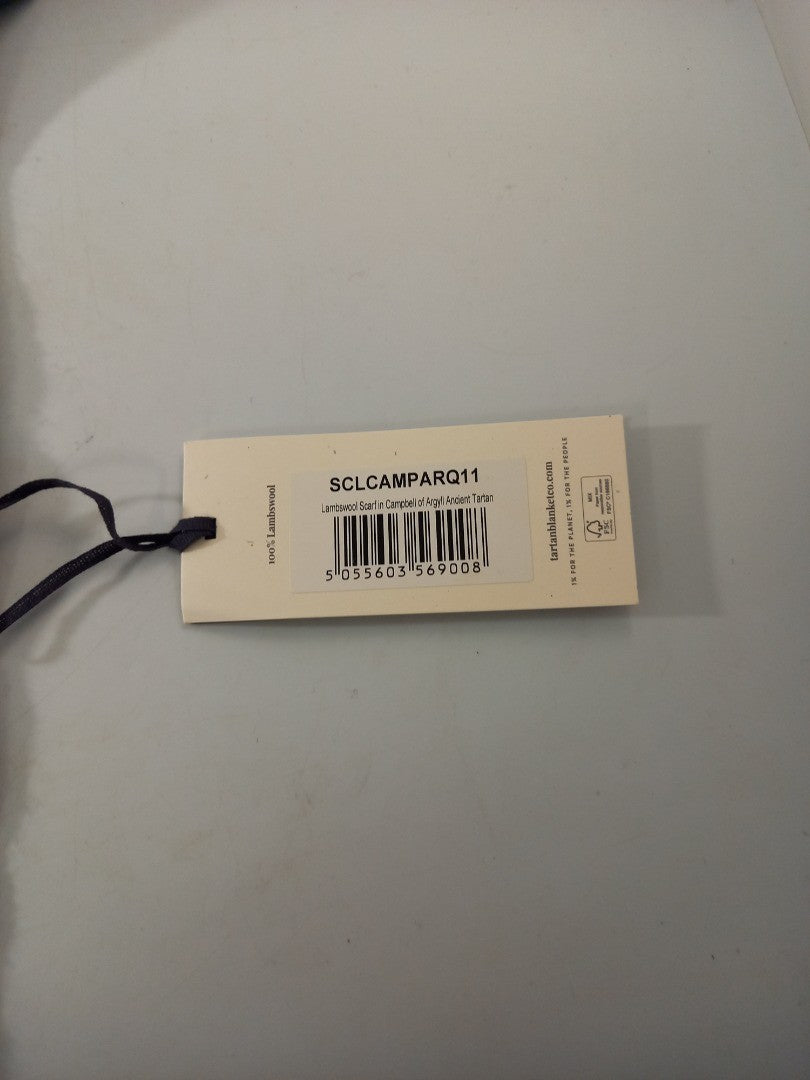 100% Lambswool
SCLCAMPARQ11
Lambswool Scarf in Campbell of Argyll Ancient Tartan
5 055603 569008
tartanblanketco.com
1% FOR THE PLANET, 1% FOR THE PEOPLE
FSC
MIX